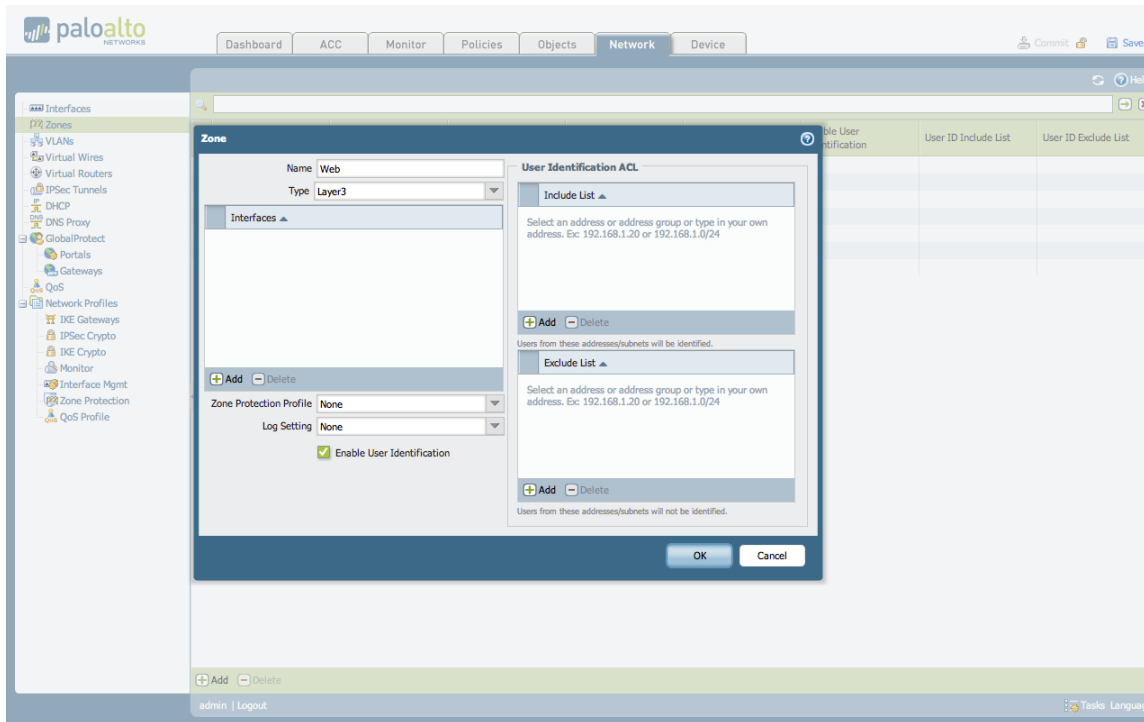 paloalto
NETWORKS
Dashboard ACC Monitor Policies Objects Network Device
Commit Save
Interfaces
Zones
VLANs
Virtual Wires
Virtual Routers
IPSec Tunnels
DHCP
DNS Proxy
GlobalProtect
Portals
Gateways
QoS
Network Profiles
IKE Gateways
IPSec Crypto
IKE Crypto
Monitor
Interface Mgmt
Zone Protection
QoS Profile
Hel
ble User
ntification
User ID Include List
User ID Exclude List
Zone
Name Web
Type Layer3
Interfaces
Add Delete
Zone Protection Profile None
Log Setting None
Enable User Identification
User Identification ACL
Include List
Select an address or address group or type in your own
address. Ex: 192.168.1.20 or 192.168.1.0/24
Add Delete
Users from these addresses/subnets will be identified.
Exclude List
Select an address or address group or type in your own
address. Ex: 192.168.1.20 or 192.168.1.0/24
Add Delete
Users from these addresses/subnets will not be identified.
OK Cancel
Add Delete
admin | Logout
Tasks Langua